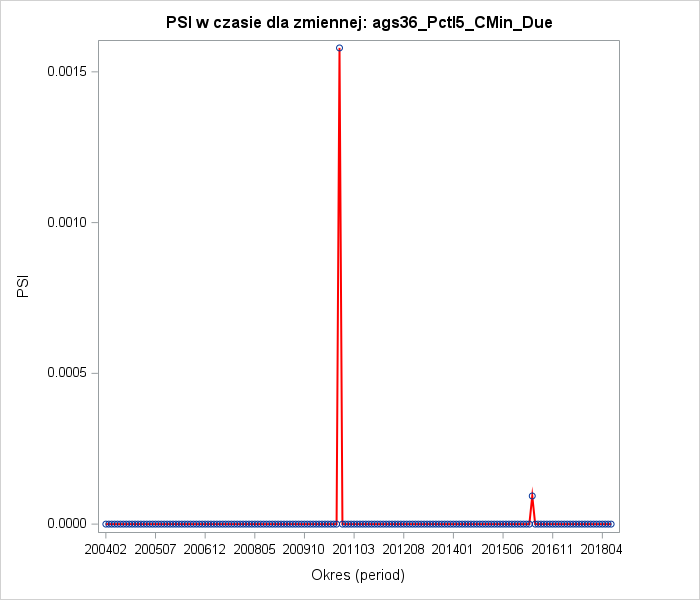 PSI w czasie dla zmiennej: ags36_Pctl5_CMin_Due
0.0015
0.0010
0.0005
0.0000
PSI
200402 200507 200612 200805 200910 201103 201208 201401 201506 201611 201804
Okres (period)